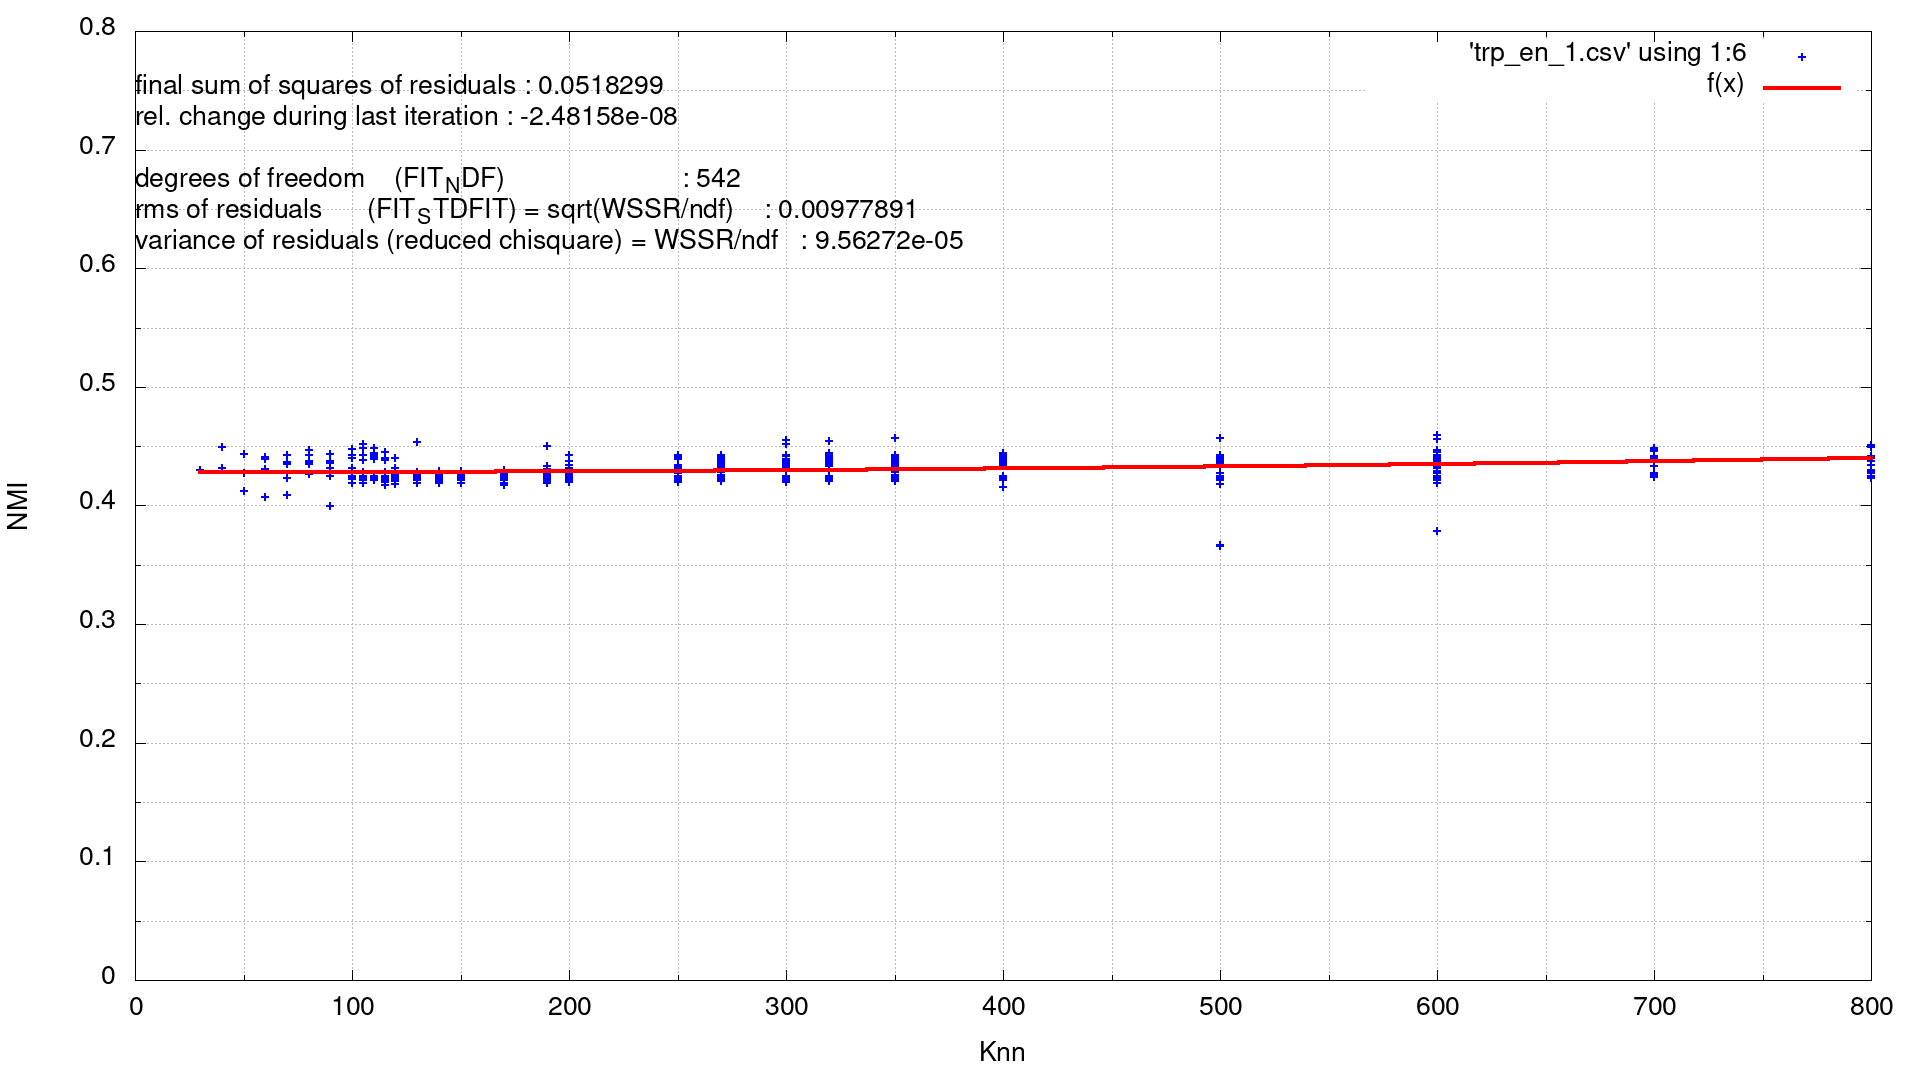 0.8
'trp_en_1.csv' using 1:6
f(x)
final sum of squares of residuals : 0.0518299
rel. change during last iteration : -2.48158e-08
0.7
degrees of freedom (FIT_NDF) : 542
rms of residuals (FIT_STDFIT) = sqrt(WSSR/ndf) : 0.00977891
variance of residuals (reduced chisquare) = WSSR/ndf : 9.56272e-05
0.6
0.5
0.4
NMI
0.3
0.2
0.1
0
0 100 200 300 400 500 600 700 800
Knn